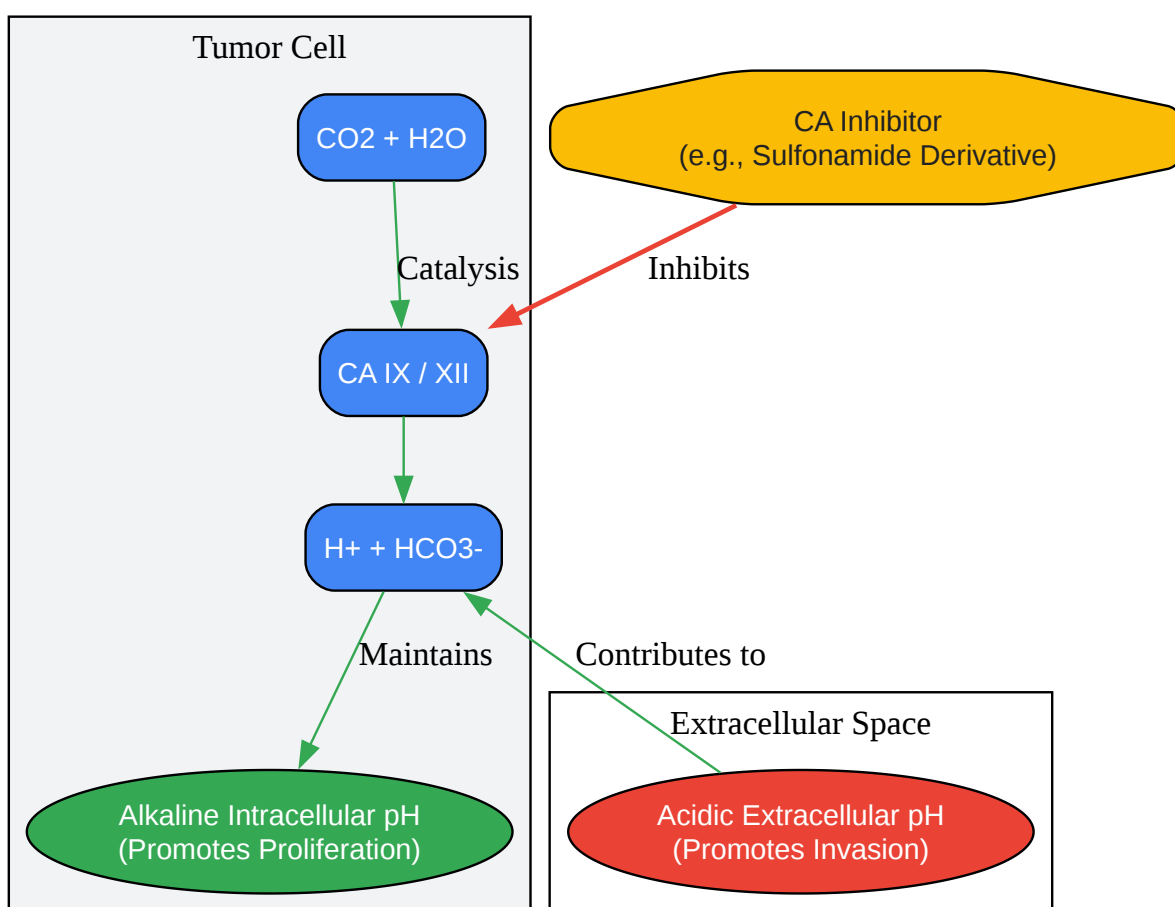 Tumor Cell
CO2 + H2O
CA Inhibitor
(e.g., Sulfonamide Derivative)
Catalysis
Inhibits
CA IX / XII
H+ + HCO3-
Maintains
Contributes to
Extracellular Space
Alkaline Intracellular pH
(Promotes Proliferation)
Acidic Extracellular pH
(Promotes Invasion)